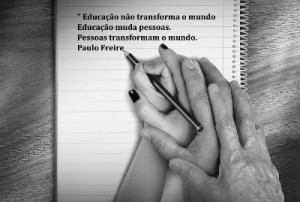 " Educação não transforma o mundo
Educação muda pessoas.
Pessoas transformam o mundo.
Paulo Freire